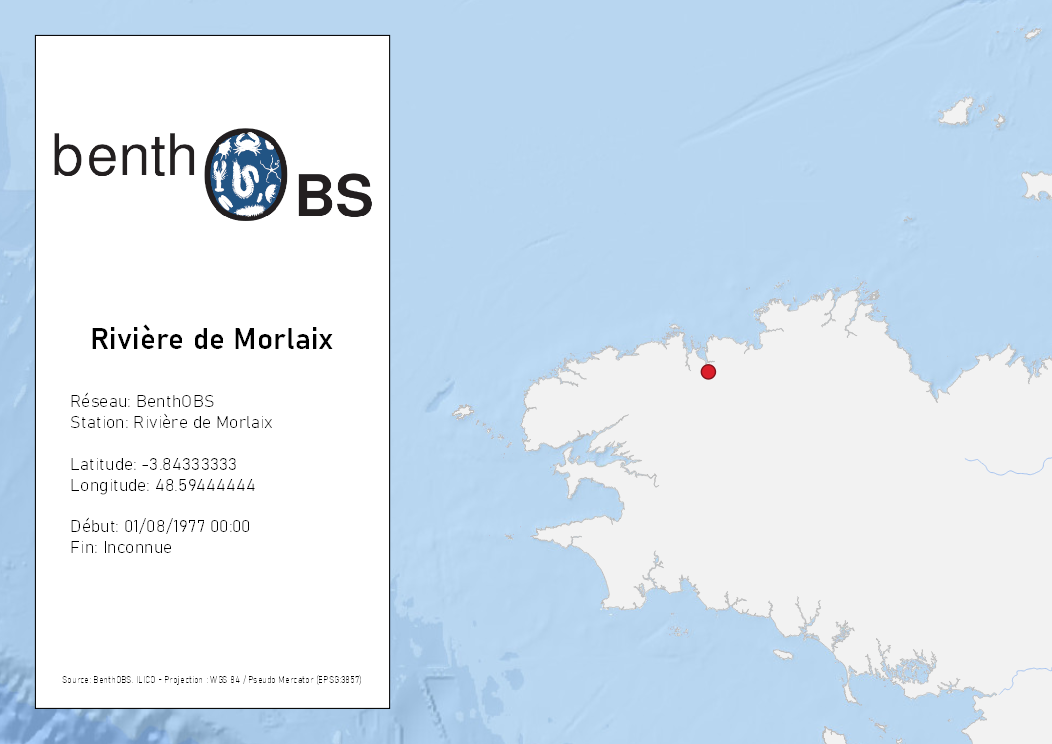 benthOBS
Rivière de Morlaix
Réseau: BenthOBS
Station: Rivière de Morlaix
Latitude: -3.84333333
Longitude: 48.59444444
Début: 01/08/1977 00:00
Fin: Inconnue
Source: BenthOBS, ILICO - Projection : WGS 84 / Pseudo Mercator (EPSG:3857)